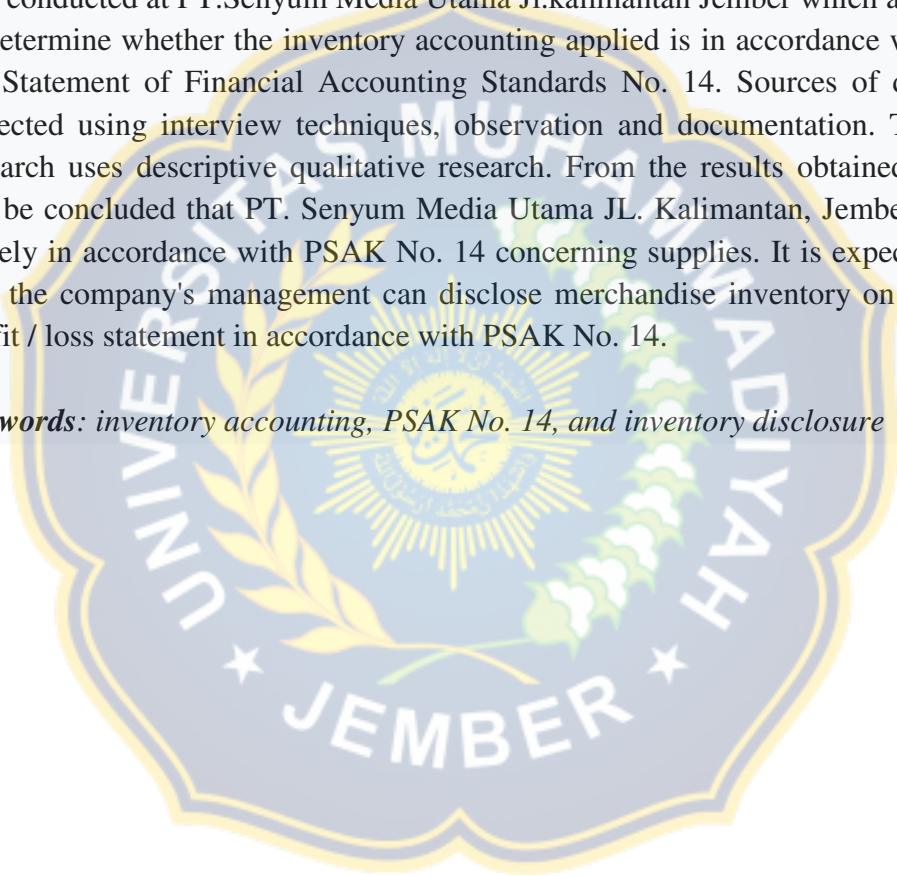 conducted at PT.Senyum Media Utama Jl.kalimantan Jember which
etermine whether the inventory accounting applied is in accordance
Statement of Financial Accounting Standards No. 14. Sources of
ected using interview techniques, observation and documentation.
arch uses descriptive qualitative research. From the results obtained
be concluded that PT. Senyum Media Utama JL. Kalimantan, Jembe
ely in accordance with PSAK No. 14 concerning supplies. It is expec
the company's management can disclose merchandise inventory on
it / loss statement in accordance with PSAK No. 14.
words: inventory accounting, PSAK No. 14, and inventory disclosure
UNIVERSITAS MUHAMMADIYAH
JEMBER